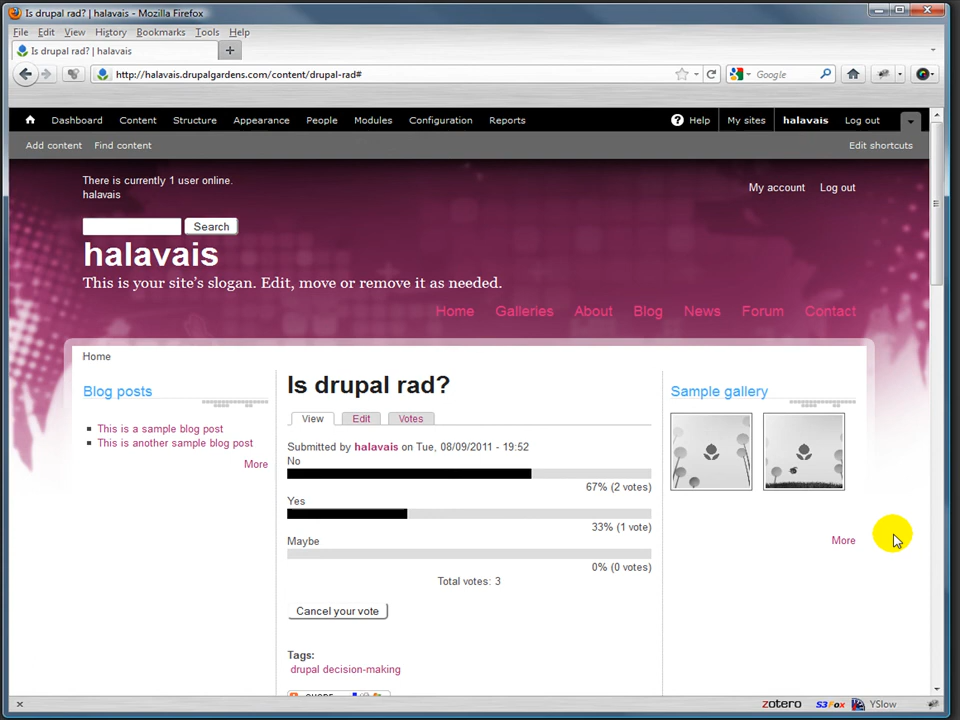 Is drupal rad? | halavais - Mozilla Firefox
File Edit View History Bookmarks Tools Help
Is drupal rad? | halavais
http://halavais.drupalgardens.com/content/drupal-rad#
Google
Dashboard Content Structure Appearance People Modules Configuration Reports
Help My sites halavais Log out
Add content Find content Edit shortcuts
There is currently 1 user online.
halavais
My account Log out
Search
halavais
This is your site's slogan. Edit, move or remove it as needed.
Home Galleries About Blog News Forum Contact
Home
Blog posts
This is a sample blog post
This is another sample blog post
More
Is drupal rad?
View Edit Votes
Submitted by halavais on Tue, 08/09/2011 - 19:52
No
67% (2 votes)
Yes
33% (1 vote)
Maybe
0% (0 votes)
Total votes: 3
Cancel your vote
Tags:
drupal decision-making
Sample gallery
More
zotero S3Fox YSlow